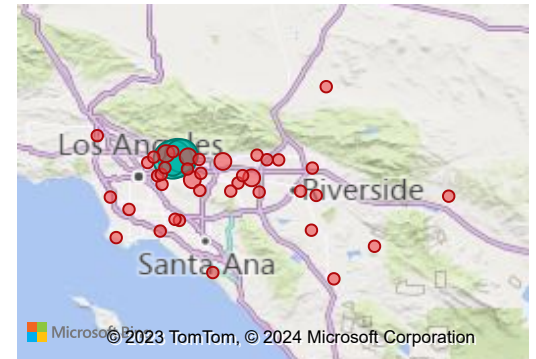 Los Angeles
Riverside
Santa Ana
Microsoft Bing
© 2023 TomTom, © 2024 Microsoft Corporation